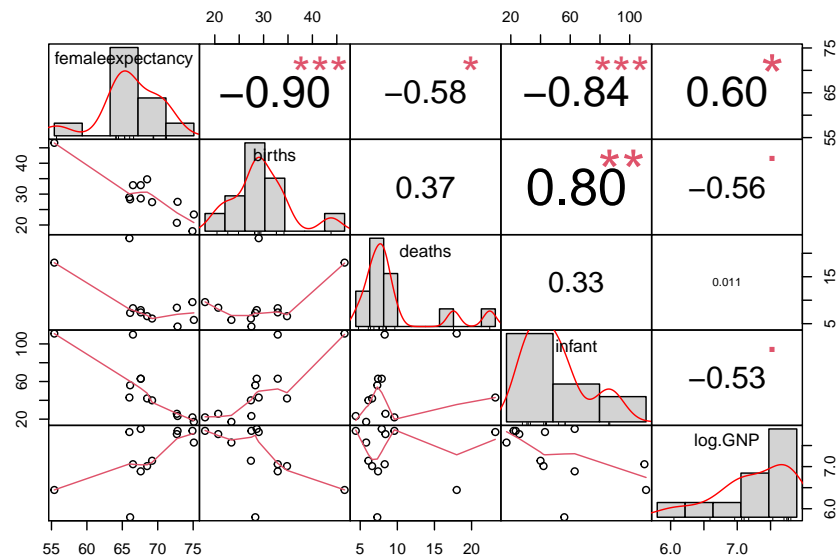 20 30 40
20 60 100
femaleexpectancy
***
−0.90
*
−0.58
***
−0.84
*
0.60
55 65 75
20 30 40
births
0.37
**
0.80
.
−0.56
deaths
0.33
0.011
5 15
20 60 100
infant
.
−0.53
log.GNP
6.0 7.0
55 60 65 70 75
5 10 15 20
6.0 7.0